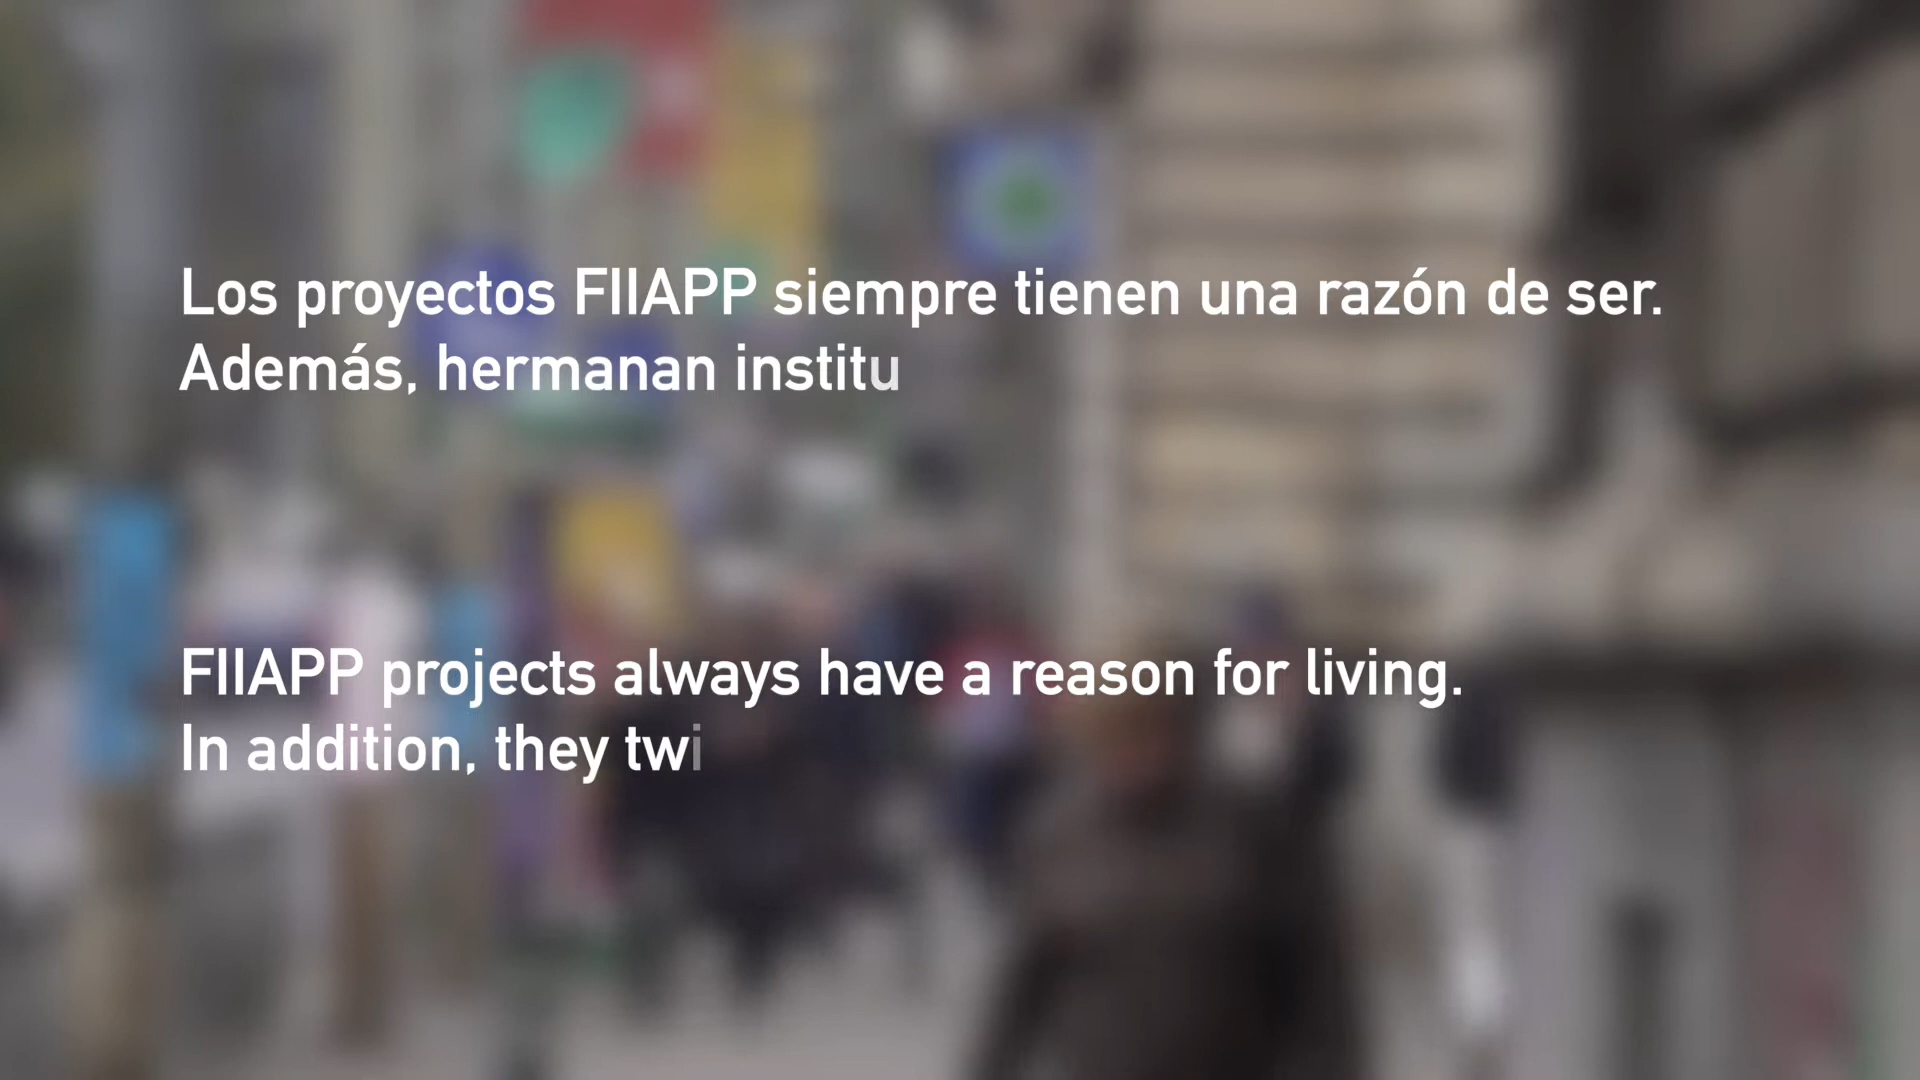 Los proyectos FIIAPP siempre tienen una razón de ser.
Además, hermanan institu
FIIAPP projects always have a reason for living.
In addition, they twi